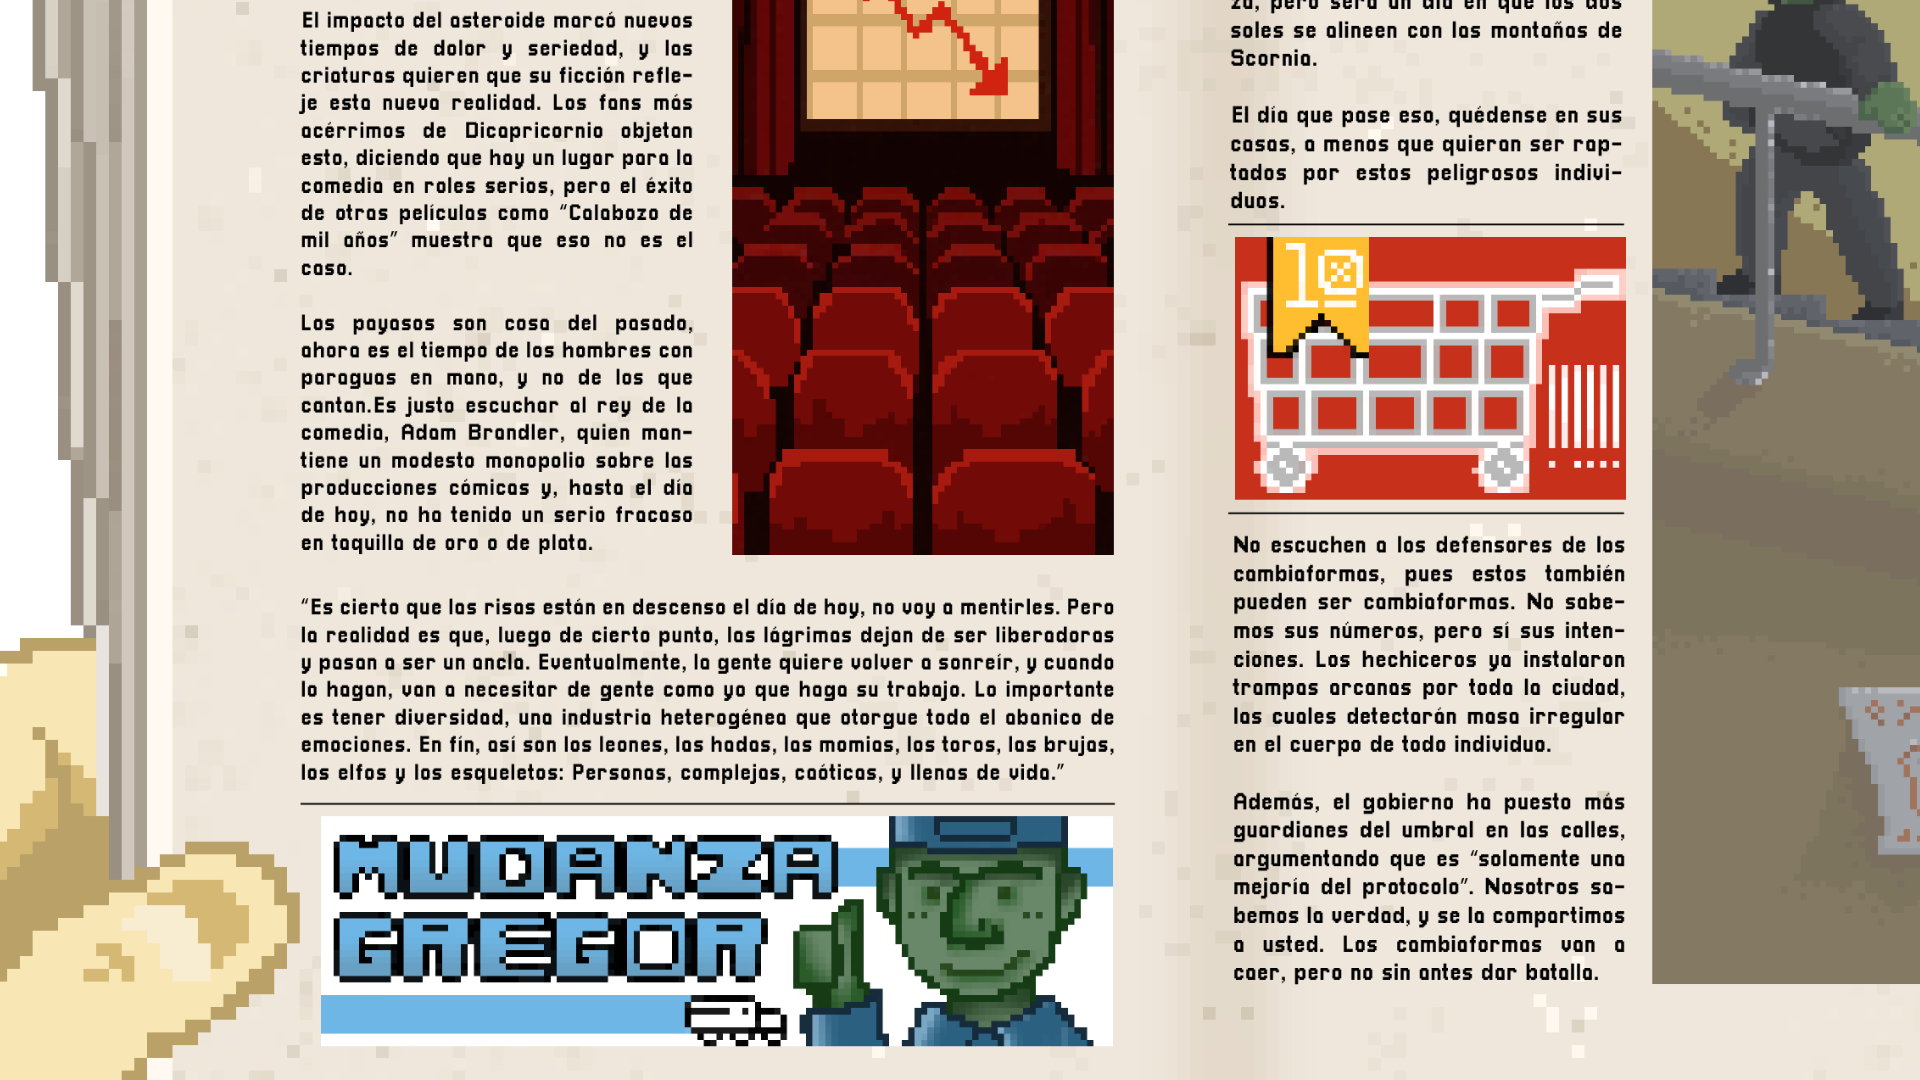 El impacto del asteroide marcó nuevos
tiempos de dolor y seriedad, y las
criaturas quieren que su ficción refle-
je esta nueva realidad. Los fans más
acérrimos de Dicapricornio objetan
esto, diciendo que hay un lugar para la
comedia en roles serios, pero el éxito
de otras películas como “Calabozo de
mil años” muestra que eso no es el
caso.
Los payasos son cosa del pasado,
ahora es el tiempo de los hombres con
paraguas en mano, y no de los que
cantan.Es justo escuchar al rey de la
comedia, Adam Brandler, quien man-
tiene un modesto monopolio sobre las
producciones cómicas y, hasta el día
de hoy, no ha tenido un serio fracaso
en taquilla de oro o de plata.
“Es cierto que las risas están en descenso el día de hoy, no voy a mentirles. Pero
la realidad es que, luego de cierto punto, las lágrimas dejan de ser liberadoras
y pasan a ser un ancla. Eventualmente, la gente quiere volver a sonreír, y cuando
lo hagan, van a necesitar de gente como yo que haga su trabajo. Lo importante
es tener diversidad, una industria heterogénea que otorgue todo el abanico de
emociones. En fín, así son los leones, las hadas, las momias, los toros, las brujas,
los elfos y los esqueletos: Personas, complejas, caóticas, y llenas de vida.”
MUDANZA
GREGOR
za, pero será un día en que los dos
soles se alineen con las montañas de
Scornia.
El día que pase eso, quédense en sus
casas, a menos que quieran ser rap-
tados por estos peligrosos indivi-
duos.
10
No escuchen a los defensores de los
cambiaformas, pues estos también
pueden ser cambiaformas. No sabe-
mos sus números, pero sí sus inten-
ciones. Los hechiceros ya instalaron
trampas arcanas por toda la ciudad,
las cuales detectarán masa irregular
en el cuerpo de todo individuo.
Además, el gobierno ha puesto más
guardianes del umbral en las calles,
argumentando que es “solamente una
mejoría del protocolo”. Nosotros sa-
bemos la verdad, y se la compartimos
a usted. Los cambiaformas van a
caer, pero no sin antes dar batalla.